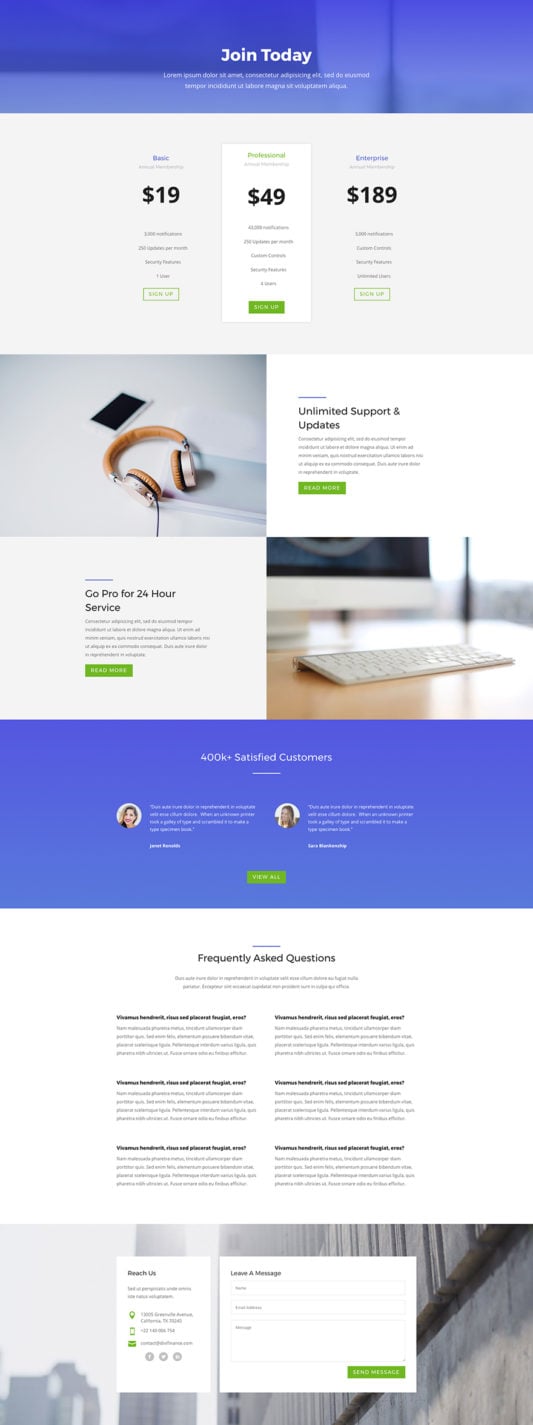 Join Today
Lorem ipsum dolor sit amet, consectetur adipisicing elit, sed do eiusmod
tempor incididunt ut labore magna sit voluptatem aliqua.
Basic
Annual Membership
$19
3,000 notifications
250 Updates per month
Security Features
1 User
SIGN UP
Professional
Annual Membership
$49
43,000 notifications
250 Updates per month
Custom Controls
Security Features
4 Users
SIGN UP
Enterprise
Annual Membership
$189
3,000 notifications
Custom Controls
Security Features
Unlimited Users
SIGN UP
Unlimited Support &
Updates
Consectetur adipisicing elit, sed do eiusmod tempor
incididunt ut labore et dolore magna aliqua. Ut enim ad
minim veniam, quis nostrud exercitation ullamco laboris nisi
ut aliquip ex ea commodo consequat. Duis aute irure dolor
in reprehenderit in voluptate.
READ MORE
Go Pro for 24 Hour
Service
Consectetur adipisicing elit, sed do eiusmod tempor
incididunt ut labore et dolore magna aliqua. Ut enim ad
minim veniam, quis nostrud exercitation ullamco laboris nisi
ut aliquip ex ea commodo consequat. Duis aute irure dolor
in reprehenderit in voluptate.
READ MORE
400k+ Satisfied Customers
"Duis aute irure dolor in reprehenderit in voluptate
velit esse cillum dolore. When an unknown printer
took a galley of type and scrambled it to make a
type specimen book."
Janet Ronolds
"Duis aute irure dolor in reprehenderit in voluptate
velit esse cillum dolore. When an unknown printer
took a galley of type and scrambled it to make a
type specimen book."
Sara Blankenship
VIEW ALL
Frequently Asked Questions
Duis aute irure dolor in reprehenderit in voluptate velit esse cillum dolore eu fugiat nulla
pariatur. Excepteur sint occaecat cupidatat non proident sunt in culpa qui officia.
Vivamus hendrerit, risus sed placerat feugiat, eros?
Nam malesuada pharetra metus, tincidunt ullamcorper diam
porttitor quis. Sed enim felis, elementum posuere bibendum vitae,
placerat scelerisque ligula. Pellentesque interdum varius ligula, quis
pharetra nibh ultricies ut. Fusce ornare odio eu finibus efficitur.
Vivamus hendrerit, risus sed placerat feugiat, eros?
Nam malesuada pharetra metus, tincidunt ullamcorper diam
porttitor quis. Sed enim felis, elementum posuere bibendum vitae,
placerat scelerisque ligula. Pellentesque interdum varius ligula, quis
pharetra nibh ultricies ut. Fusce ornare odio eu finibus efficitur.
Vivamus hendrerit, risus sed placerat feugiat, eros?
Nam malesuada pharetra metus, tincidunt ullamcorper diam
porttitor quis. Sed enim felis, elementum posuere bibendum vitae,
placerat scelerisque ligula. Pellentesque interdum varius ligula, quis
pharetra nibh ultricies ut. Fusce ornare odio eu finibus efficitur.
Vivamus hendrerit, risus sed placerat feugiat, eros?
Nam malesuada pharetra metus, tincidunt ullamcorper diam
porttitor quis. Sed enim felis, elementum posuere bibendum vitae,
placerat scelerisque ligula. Pellentesque interdum varius ligula, quis
pharetra nibh ultricies ut. Fusce ornare odio eu finibus efficitur.
Vivamus hendrerit, risus sed placerat feugiat, eros?
Nam malesuada pharetra metus, tincidunt ullamcorper diam
porttitor quis. Sed enim felis, elementum posuere bibendum vitae,
placerat scelerisque ligula. Pellentesque interdum varius ligula, quis
pharetra nibh ultricies ut. Fusce ornare odio eu finibus efficitur.
Vivamus hendrerit, risus sed placerat feugiat, eros?
Nam malesuada pharetra metus, tincidunt ullamcorper diam
porttitor quis. Sed enim felis, elementum posuere bibendum vitae,
placerat scelerisque ligula. Pellentesque interdum varius ligula, quis
pharetra nibh ultricies ut. Fusce ornare odio eu finibus efficitur.
Reach Us
Sed ut perspiciatis unde omnis
iste natus voluptatem.
13005 Greenville Avenue,
California, TX 70240
+22 140 006 754
contact@divifinance.com
Leave A Message
Name
Email Address
Message
SEND MESSAGE